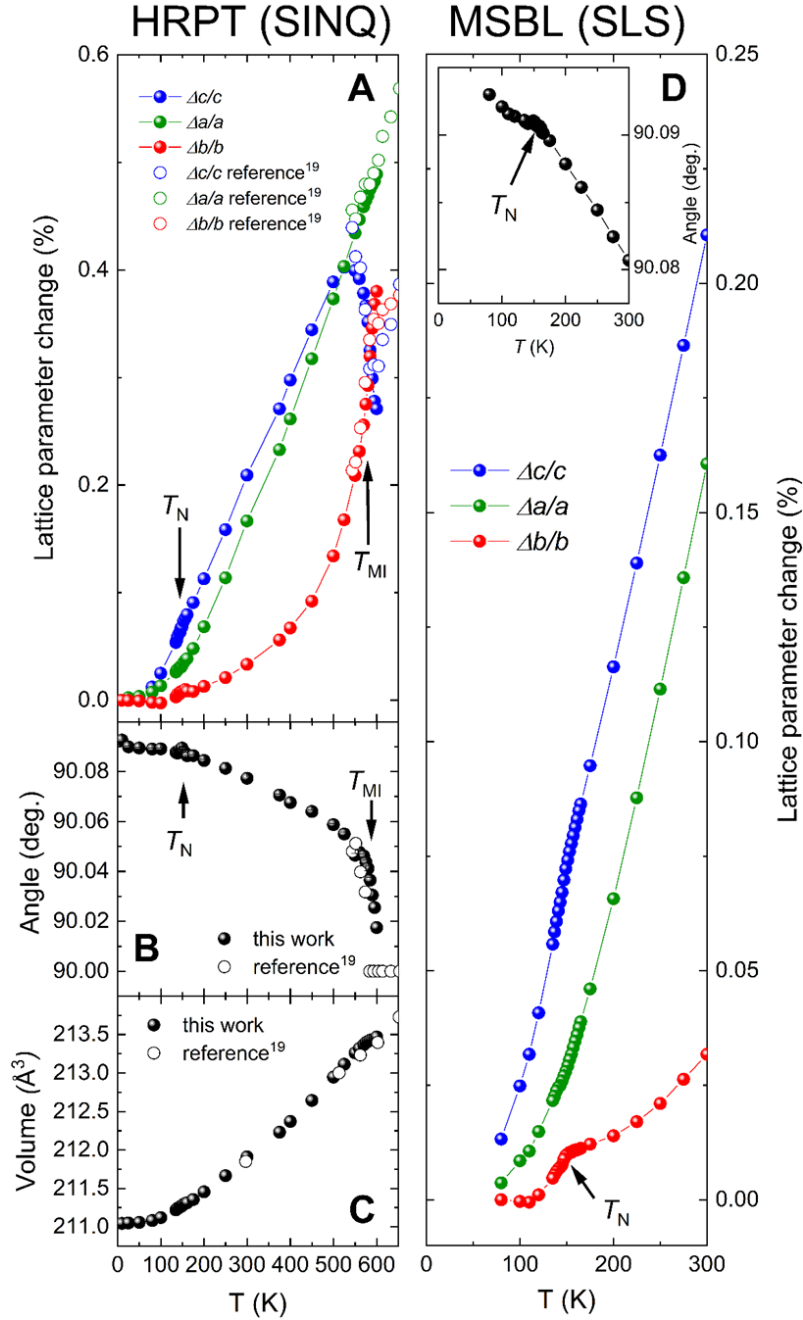 HRPT (SINQ)
MSBL (SLS)
A
Δc/c
Δa/a
Δb/b
Δc/c reference19
Δa/a reference19
Δb/b reference19
TN
TMI
Lattice parameter change (%)
0.6
0.4
0.2
0.0
B
TN
TMI
this work
reference19
Angle (deg.)
90.08
90.06
90.04
90.02
90.00
C
this work
reference19
Volume (Å3)
213.5
213.0
212.5
212.0
211.5
211.0
0 100 200 300 400 500 600
T (K)
D
TN
Angle (deg.)
90.09
90.08
0 100 200 300
T (K)
Δc/c
Δa/a
Δb/b
TN
Lattice parameter change (%)
0.25
0.20
0.15
0.10
0.05
0.00
100 200 300
T (K)